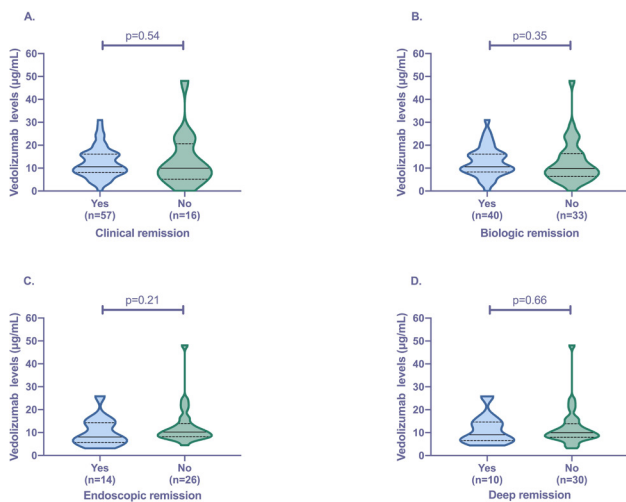 A.
p=0.54
Vedolizumab levels (µg/mL)
60
50
40
30
20
10
0
Yes
(n=57)
No
(n=16)
Clinical remission
B.
p=0.35
Vedolizumab levels (µg/mL)
60
50
40
30
20
10
0
Yes
(n=40)
No
(n=33)
Biologic remission
C.
p=0.21
Vedolizumab levels (µg/mL)
60
50
40
30
20
10
0
Yes
(n=14)
No
(n=26)
Endoscopic remission
D.
p=0.66
Vedolizumab levels (µg/mL)
60
50
40
30
20
10
0
Yes
(n=10)
No
(n=30)
Deep remission